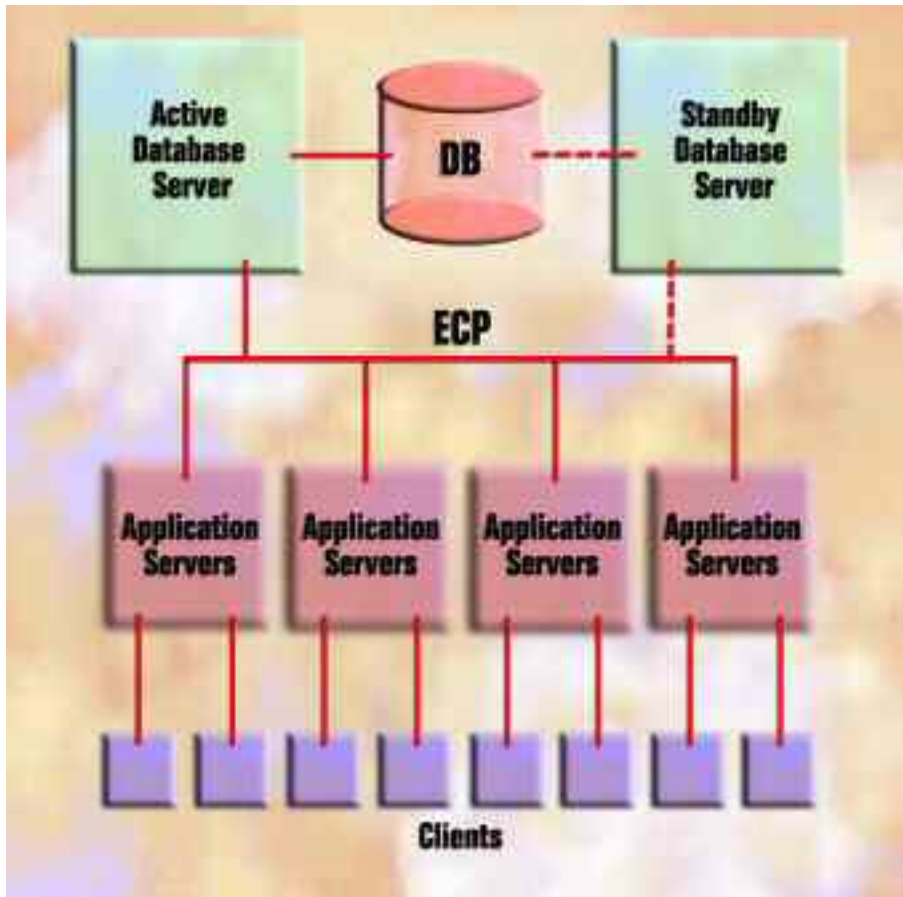 Active
Database
Server
DB
Standby
Database
Server
ECP
Application
Servers
Application
Servers
Application
Servers
Application
Servers
Clients